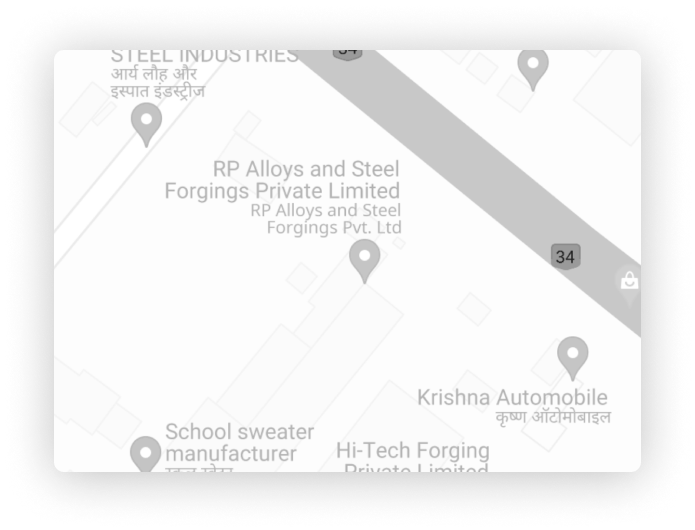 34
STEEL INDUSTRIES
आर्य लौह और
इस्पात इंडस्ट्रीज
RP Alloys and Steel
Forgings Private Limited
RP Alloys and Steel
Forgings Pvt. Ltd
34
Krishna Automobile
कृष्ण ऑटोमोबाइल
School sweater
manufacturer
Hi-Tech Forging
Private Limited